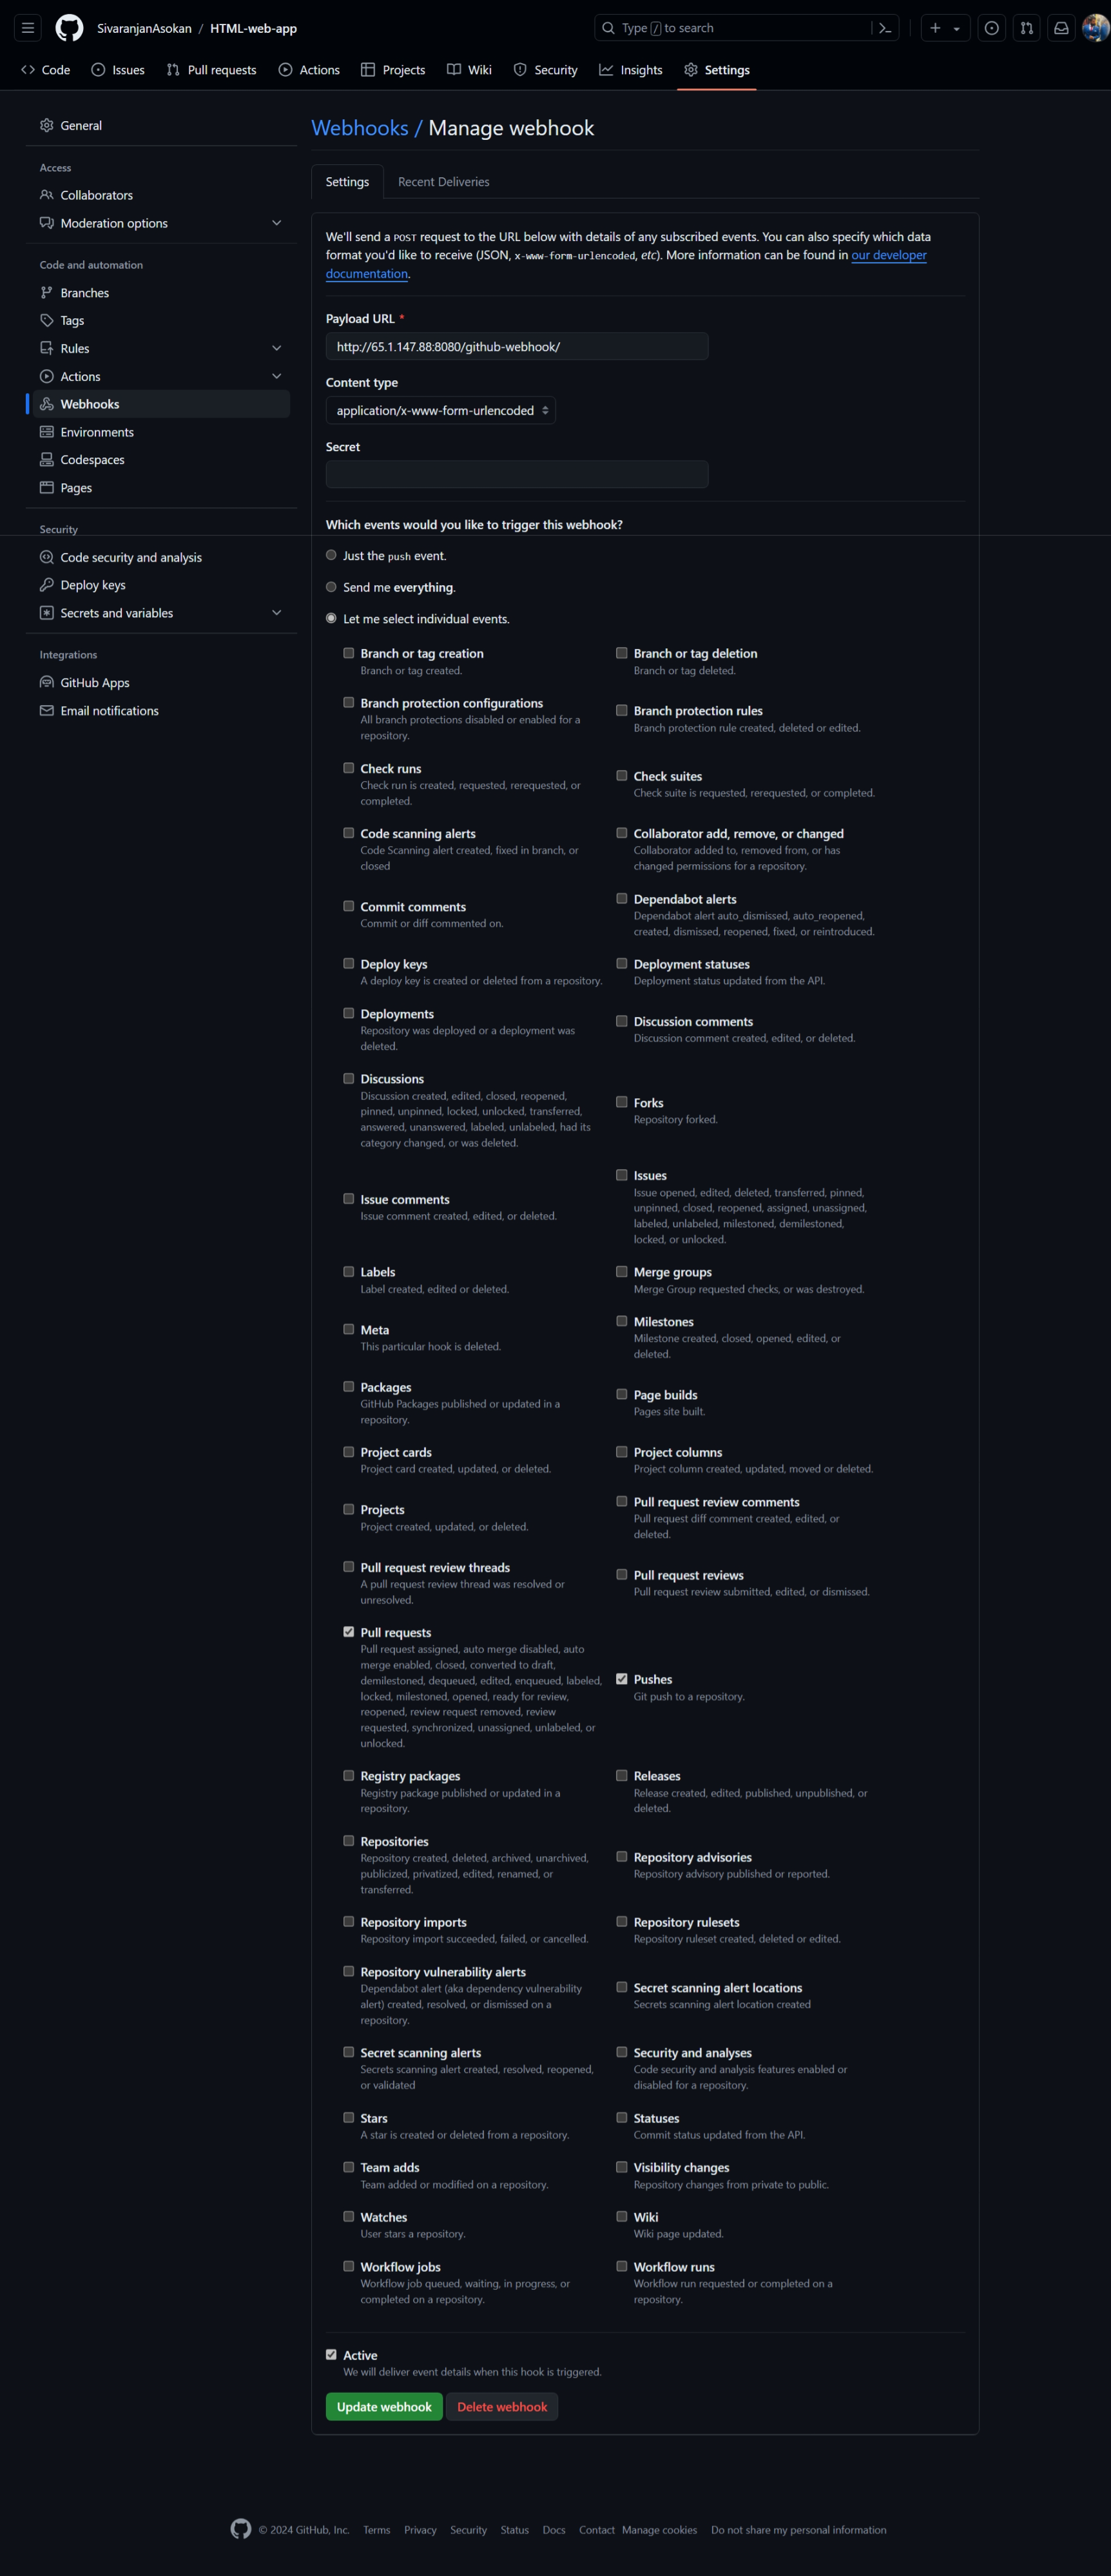 SivaranjanAsokan / HTML-web-app
Type / to search
Code
Issues
Pull requests
Actions
Projects
Wiki
Security
Insights
Settings
General
Access
Collaborators
Moderation options
Code and automation
Branches
Tags
Rules
Actions
Webhooks
Environments
Codespaces
Pages
Security
Code security and analysis
Deploy keys
Secrets and variables
Integrations
GitHub Apps
Email notifications
Webhooks / Manage webhook
Settings
Recent Deliveries
We'll send a POST request to the URL below with details of any subscribed events. You can also specify which data
format you'd like to receive (JSON, x-www-form-urlencoded, etc). More information can be found in our developer
documentation.
Payload URL *
http://65.1.147.88:8080/github-webhook/
Content type
application/x-www-form-urlencoded
Secret
Which events would you like to trigger this webhook?
Just the push event.
Send me everything.
Let me select individual events.
Branch or tag creation
Branch or tag created.
Branch or tag deletion
Branch or tag deleted.
Branch protection configurations
All branch protections disabled or enabled for a
repository.
Branch protection rules
Branch protection rule created, deleted or edited.
Check runs
Check run is created, requested, rerequested, or
completed.
Check suites
Check suite is requested, rerequested, or completed.
Code scanning alerts
Code Scanning alert created, fixed in branch, or
closed
Collaborator add, remove, or changed
Collaborator added to, removed from, or has
changed permissions for a repository.
Commit comments
Commit or diff commented on.
Dependabot alerts
Dependabot alert auto_dismissed, auto_reopened,
created, dismissed, reopened, fixed, or reintroduced.
Deploy keys
A deploy key is created or deleted from a repository.
Deployment statuses
Deployment status updated from the API.
Deployments
Repository was deployed or a deployment was
deleted.
Discussion comments
Discussion comment created, edited, or deleted.
Discussions
Discussion created, edited, closed, reopened,
pinned, unpinned, locked, unlocked, transferred,
answered, unanswered, labeled, unlabeled, had its
category changed, or was deleted.
Forks
Repository forked.
Issue comments
Issue comment created, edited, or deleted.
Issues
Issue opened, edited, deleted, transferred, pinned,
unpinned, closed, reopened, assigned, unassigned,
labeled, unlabeled, milestoned, demilestoned,
locked, or unlocked.
Labels
Label created, edited or deleted.
Merge groups
Merge Group requested checks, or was destroyed.
Meta
This particular hook is deleted.
Milestones
Milestone created, closed, opened, edited, or
deleted.
Packages
GitHub Packages published or updated in a
repository.
Page builds
Pages site built.
Project cards
Project card created, updated, or deleted.
Project columns
Project column created, updated, moved or deleted.
Projects
Project created, updated, or deleted.
Pull request review comments
Pull request diff comment created, edited, or
deleted.
Pull request review threads
A pull request review thread was resolved or
unresolved.
Pull request reviews
Pull request review submitted, edited, or dismissed.
Pull requests
Pull request assigned, auto merge disabled, auto
merge enabled, closed, converted to draft,
demilestoned, dequeued, edited, enqueued, labeled,
locked, milestoned, opened, ready for review,
reopened, review request removed, review
requested, synchronized, unassigned, unlabeled, or
unlocked.
Pushes
Git push to a repository.
Registry packages
Registry package published or updated in a
repository.
Releases
Release created, edited, published, unpublished, or
deleted.
Repositories
Repository created, deleted, archived, unarchived,
publicized, privatized, edited, renamed, or
transferred.
Repository advisories
Repository advisory published or reported.
Repository imports
Repository import succeeded, failed, or cancelled.
Repository rulesets
Repository ruleset created, deleted or edited.
Repository vulnerability alerts
Dependabot alert (aka dependency vulnerability
alert) created, resolved, or dismissed on a
repository.
Secret scanning alert locations
Secrets scanning alert location created
Secret scanning alerts
Secrets scanning alert created, resolved, reopened,
or validated
Security and analyses
Code security and analysis features enabled or
disabled for a repository.
Stars
A star is created or deleted from a repository.
Statuses
Commit status updated from the API.
Team adds
Team added or modified on a repository.
Visibility changes
Repository changes from private to public.
Watches
User stars a repository.
Wiki
Wiki page updated.
Workflow jobs
Workflow job queued, waiting, in progress, or
completed on a repository.
Workflow runs
Workflow run requested or completed on a
repository.
Active
We will deliver event details when this hook is triggered.
Update webhook
Delete webhook
© 2024 GitHub, Inc. Terms Privacy Security Status Docs Contact Manage cookies Do not share my personal information